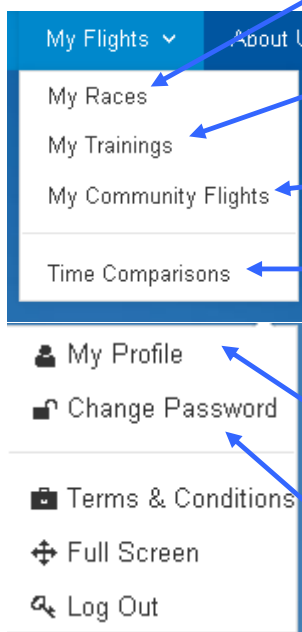 My Flights About U
My Races
My Trainings
My Community Flights
Time Comparisons
My Profile
Change Password
Terms & Conditions
Full Screen
Log Out